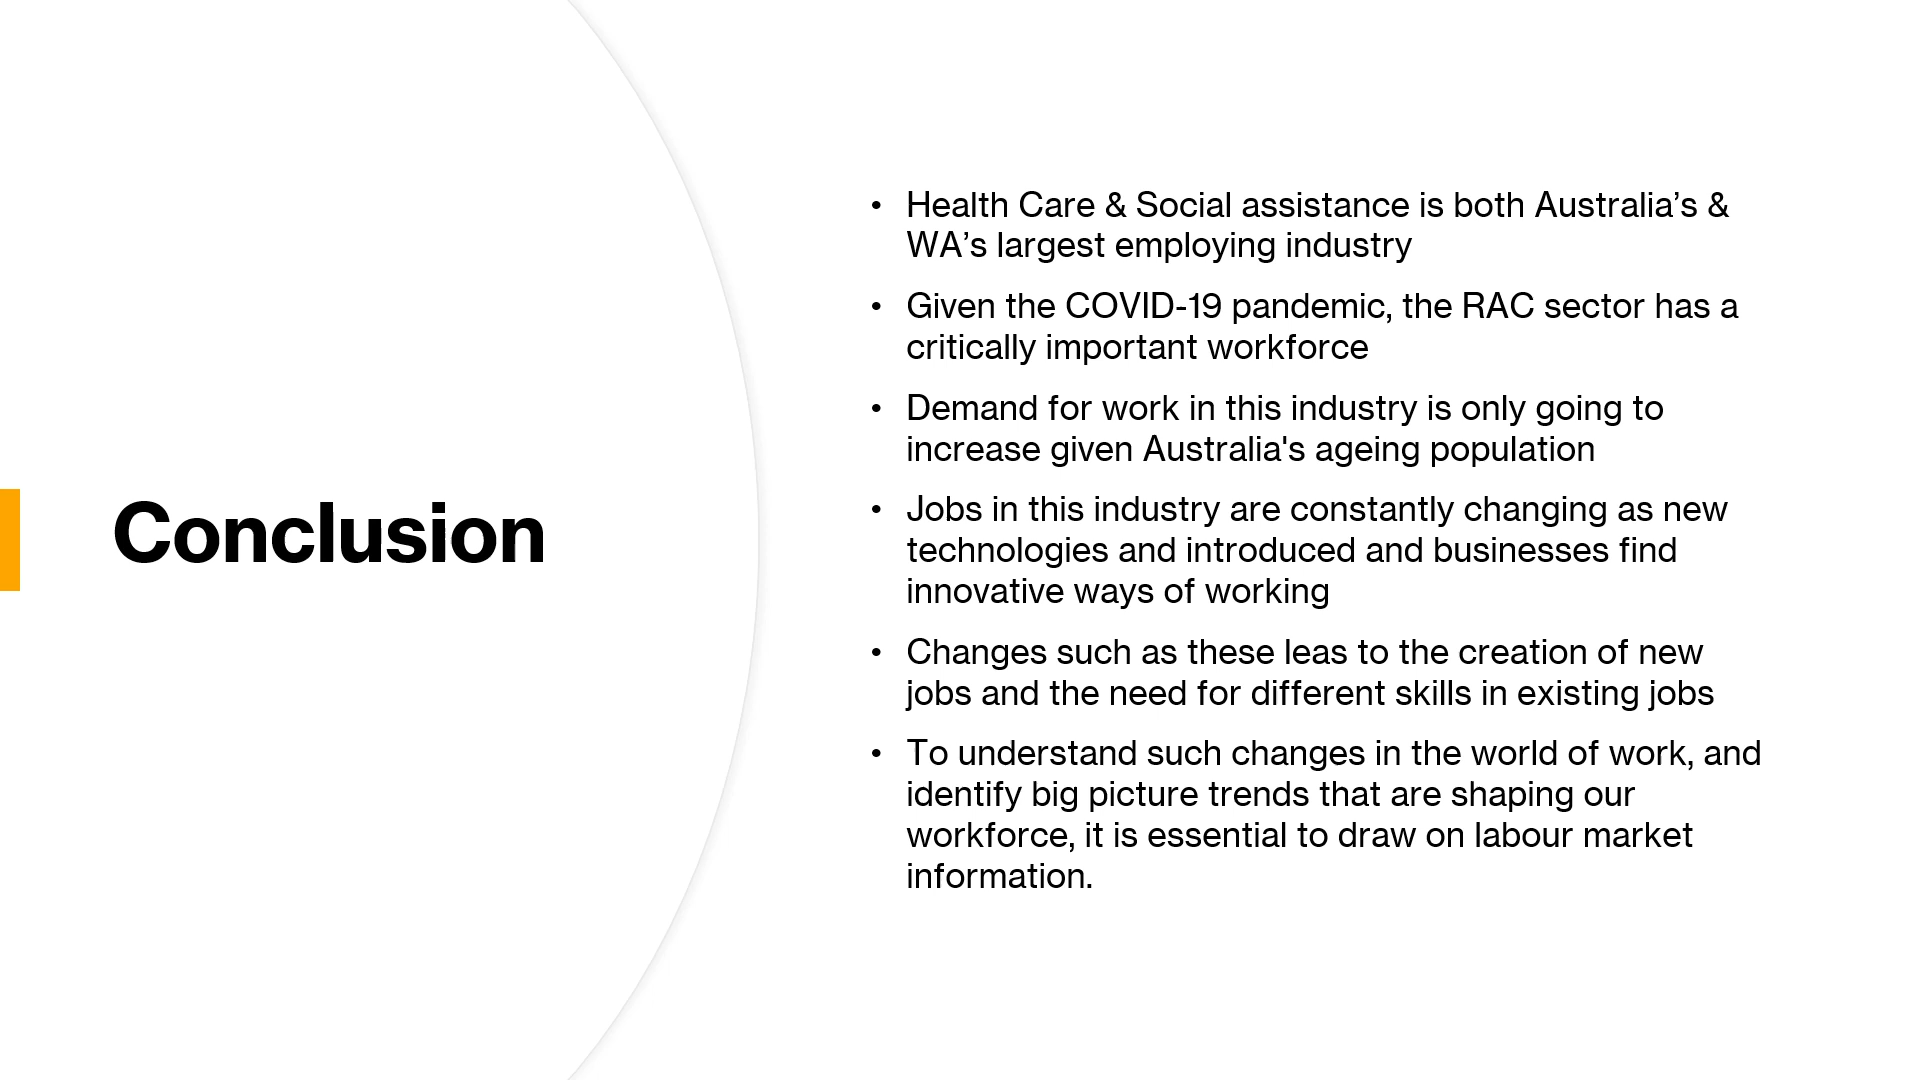 Conclusion
• Health Care & Social assistance is both Australia’s &
WA’s largest employing industry
• Given the COVID-19 pandemic, the RAC sector has a
critically important workforce
• Demand for work in this industry is only going to
increase given Australia's ageing population
• Jobs in this industry are constantly changing as new
technologies and introduced and businesses find
innovative ways of working
• Changes such as these leas to the creation of new
jobs and the need for different skills in existing jobs
• To understand such changes in the world of work, and
identify big picture trends that are shaping our
workforce, it is essential to draw on labour market
information.